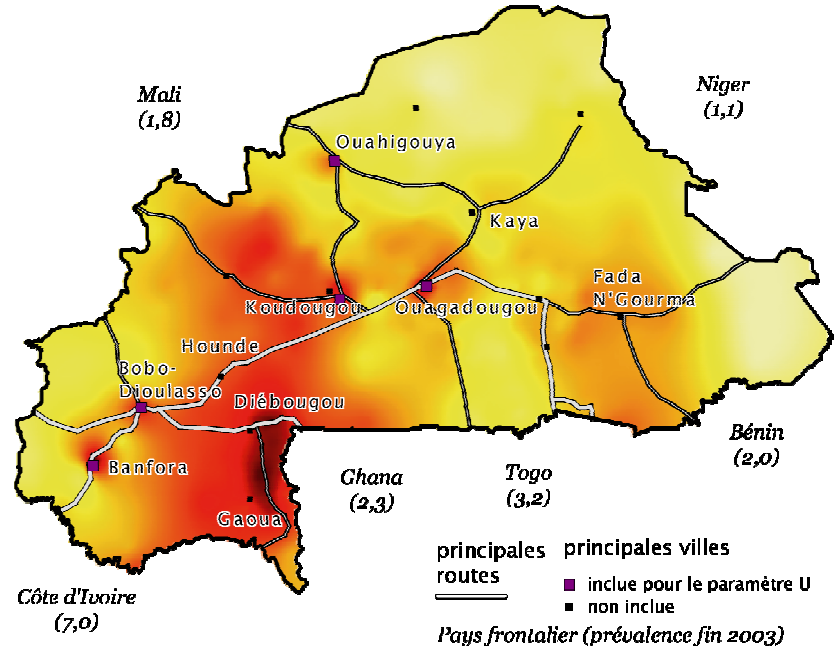 Mali
(1,8)
Niger
(1,1)
Ouahigouya
Kaya
Fada
N'Gourma
Koudougou
Ouagadougou
Hounde
Bobo-
Dioulasso
Diébougou
Banfora
Gaoua
Ghana
(2,3)
Togo
(3,2)
Bénin
(2,0)
Côte d'Ivoire
(7,0)
principales
routes
principales villes
inclue pour le paramètre U
non inclue
Pays frontalier (prévalence fin 2003)